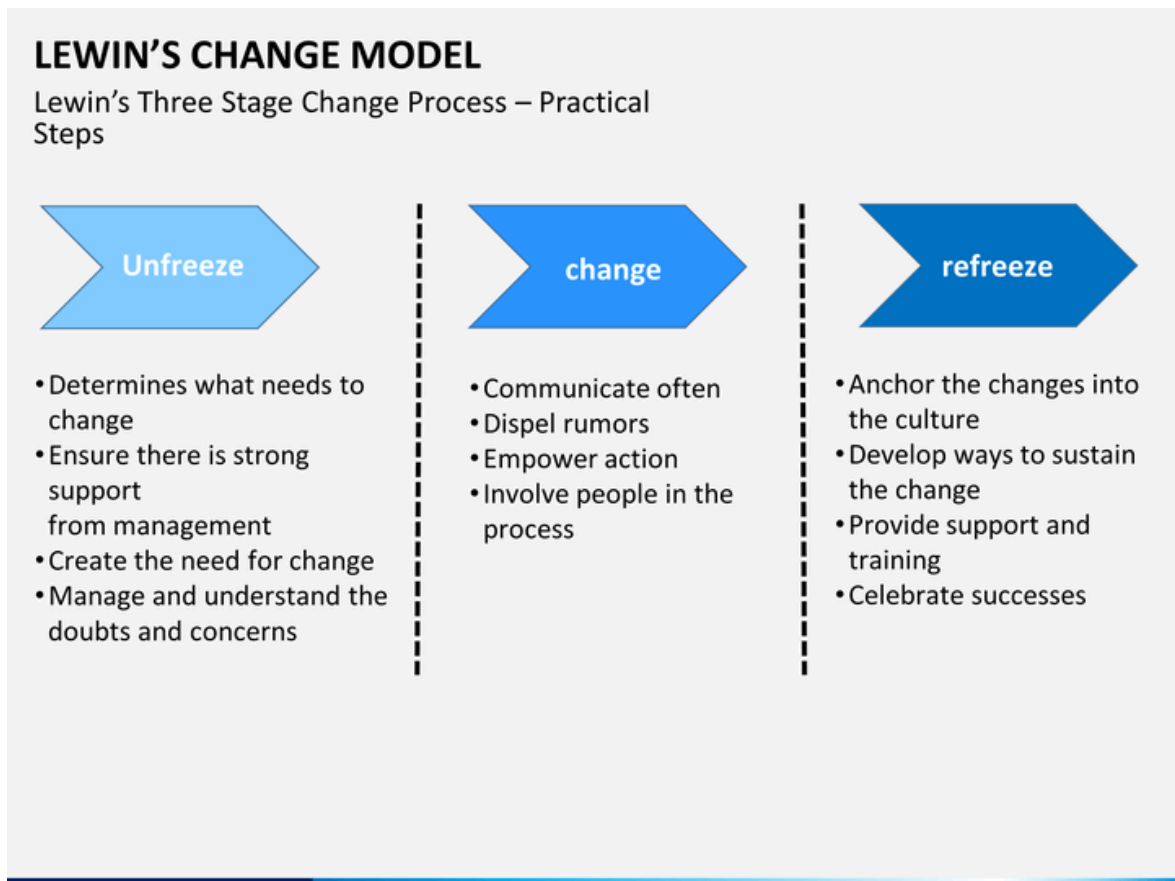 LEWIN’S CHANGE MODEL
Lewin’s Three Stage Change Process – Practical
Steps
Unfreeze
•Determines what needs to
change
•Ensure there is strong
support
from management
•Create the need for change
•Manage and understand the
doubts and concerns
change
•Communicate often
•Dispel rumors
•Empower action
•Involve people in the
process
refreeze
•Anchor the changes into
the culture
•Develop ways to sustain
the change
•Provide support and
training
•Celebrate successes